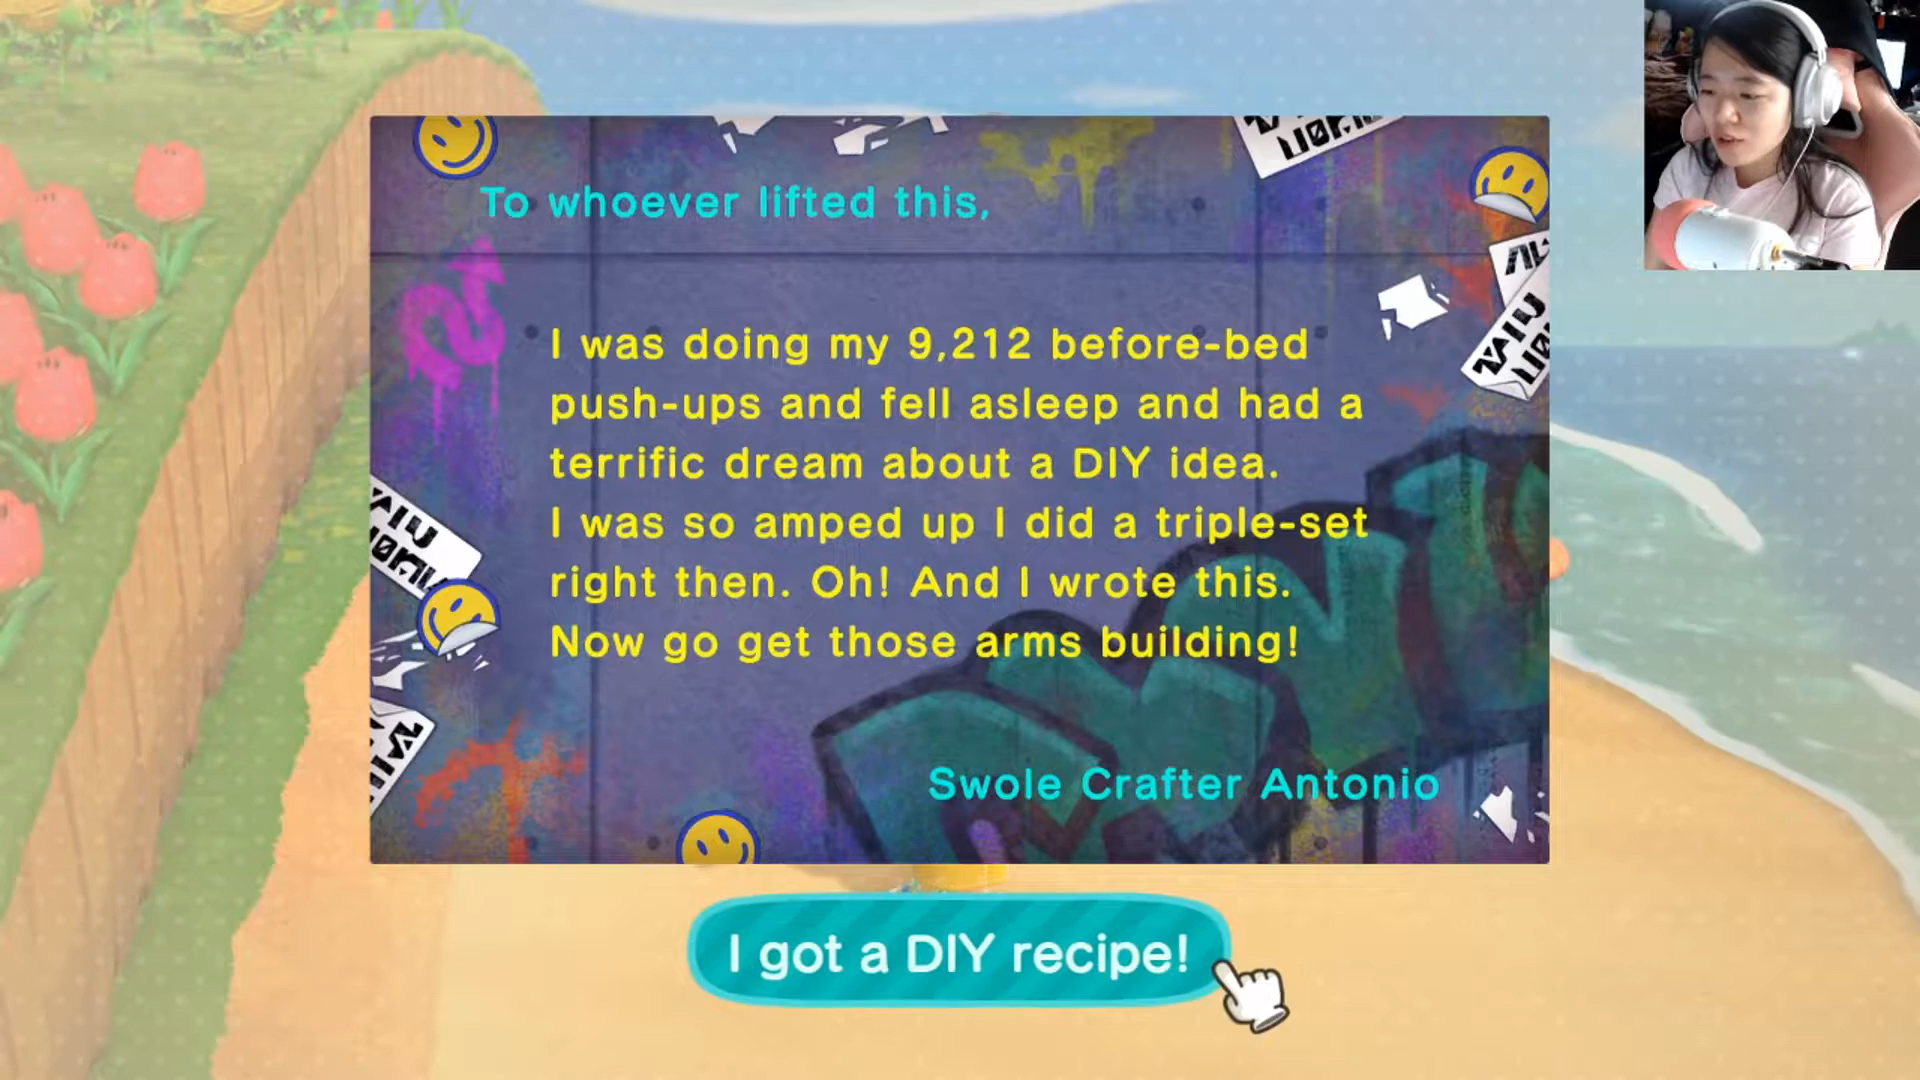 To whoever lifted this,
I was doing my 9,212 before-bed
push-ups and fell asleep and had a
terrific dream about a DIY idea.
I was so amped up I did a triple-set
right then. Oh! And I wrote this.
Now go get those arms building!
Swole Crafter Antonio
I got a DIY recipe!